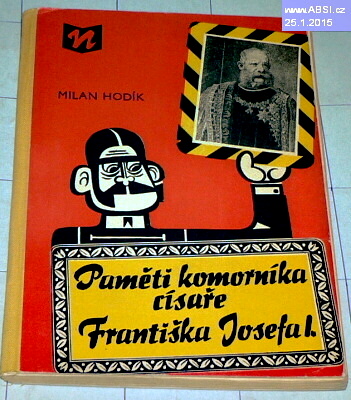 www.ABSI.cz
25.1.2015
n
MILAN HODÍK
Paměti komorníka
císaře
Františka Josefa I.